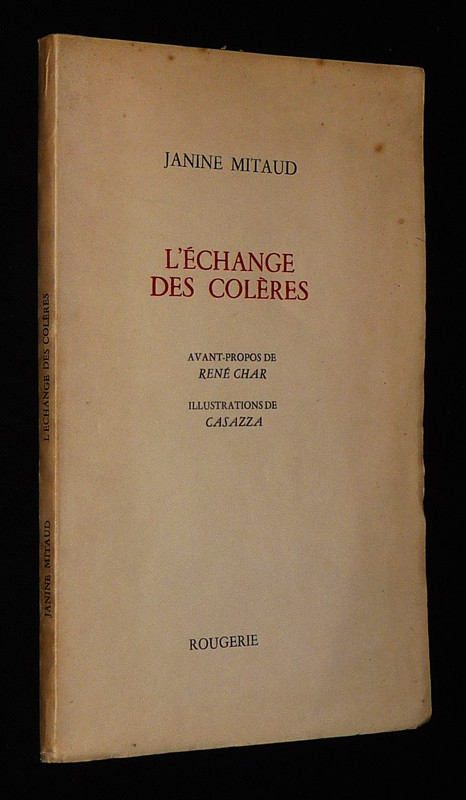 JANINE MITAUD
L'ÉCHANGE
DES COLÈRES
AVANT-PROPOS DE
RENÉ CHAR
ILLUSTRATIONS DE
CASAZZA
ROUGERIE
JANINE MITAUD L'ÉCHANGE DES COLÈRES